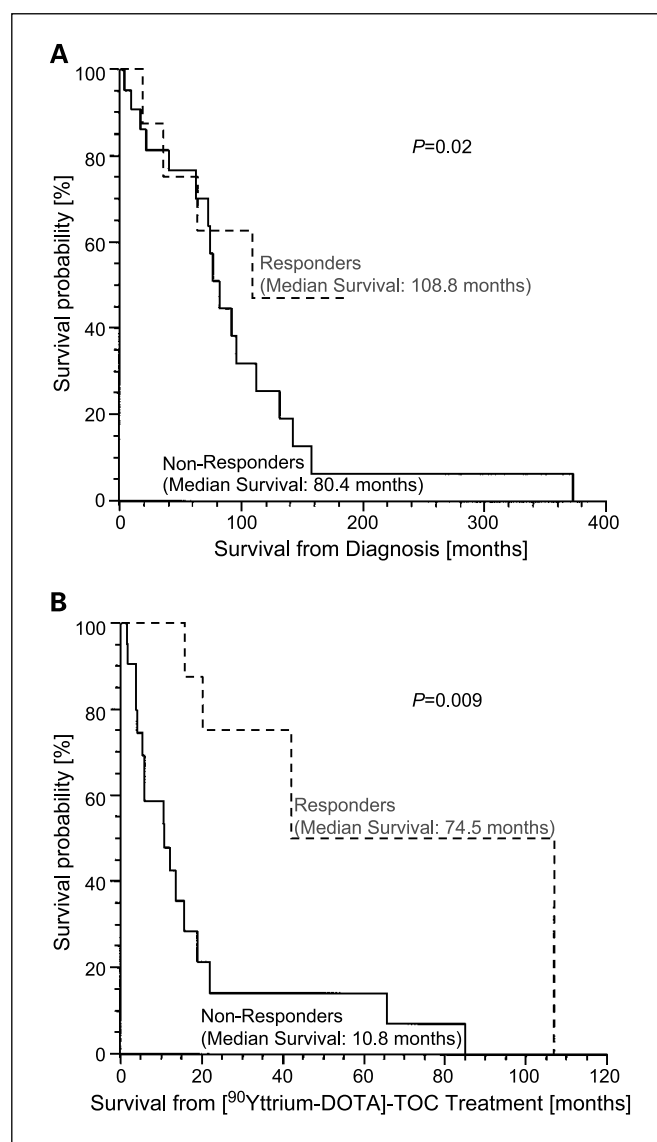 A
100
80
60
40
20
0
Survival probability [%]
P=0.02
Responders
(Median Survival: 108.8 months)
Non-Responders
(Median Survival: 80.4 months)
0 100 200 300 400
Survival from Diagnosis [months]
B
100
80
60
40
20
0
Survival probability [%]
P=0.009
Responders
(Median Survival: 74.5 months)
Non-Responders
(Median Survival: 10.8 months)
0 20 40 60 80 100 120
Survival from [⁹⁰Yttrium-DOTA]-TOC Treatment [months]